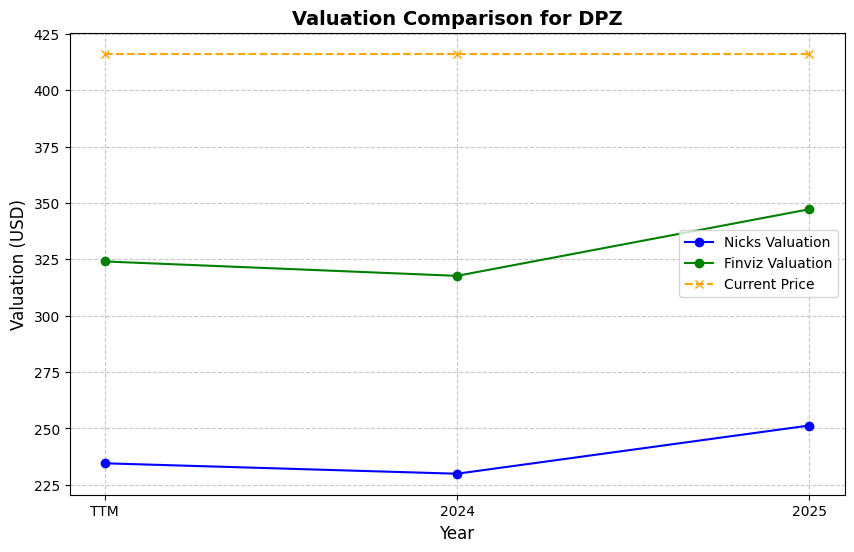 Valuation Comparison for DPZ
Valuation (USD)
425
400
375
350
325
300
275
250
225
Nicks Valuation
Finviz Valuation
Current Price
TTM 2024 2025
Year